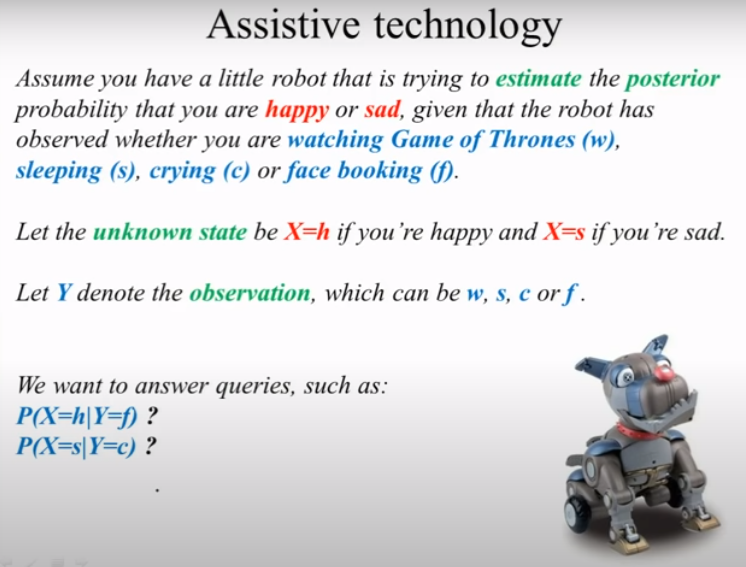 Assistive technology
Assume you have a little robot that is trying to estimate the posterior
probability that you are happy or sad, given that the robot has
observed whether you are watching Game of Thrones (w),
sleeping (s), crying (c) or face booking (f).
Let the unknown state be X=h if you're happy and X=s if you're sad.
Let Y denote the observation, which can be w, s, c or f .
We want to answer queries, such as:
P(X=h|Y=f) ?
P(X=s|Y=c) ?
.